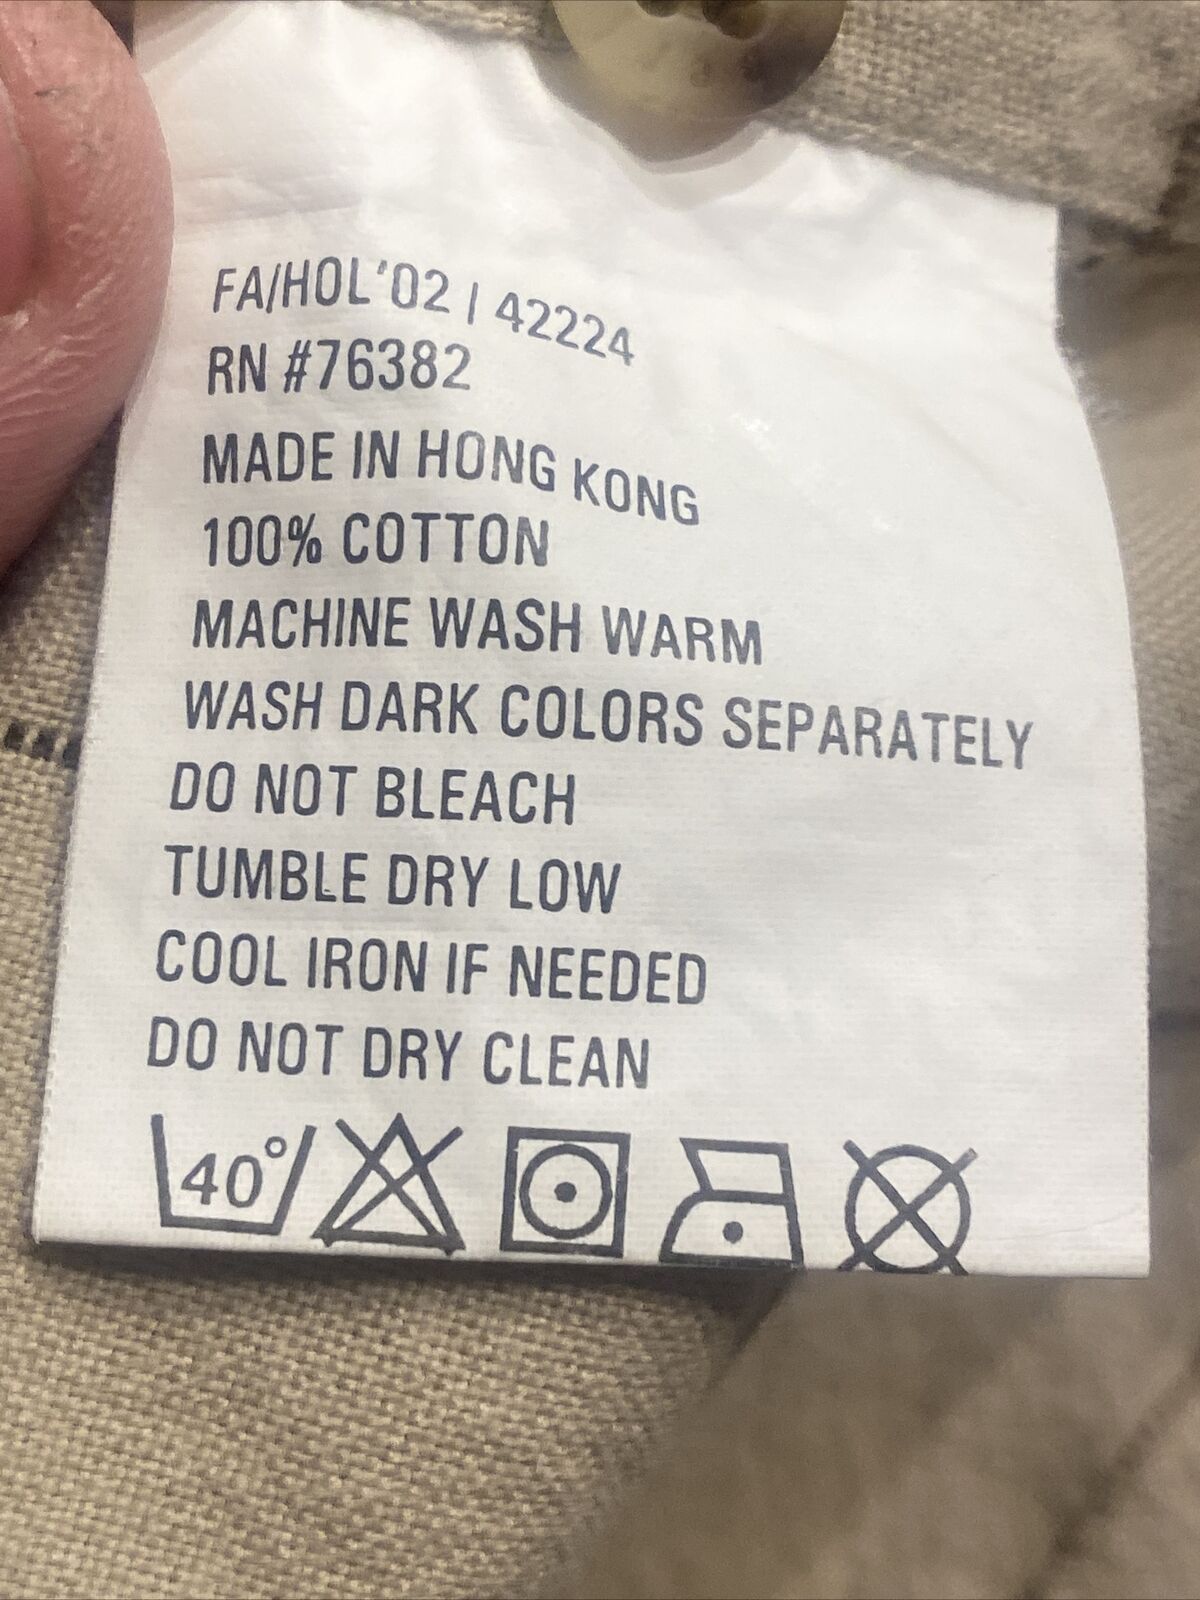 FA/HOL'02 | 42224
RN #76382
MADE IN HONG KONG
100% COTTON
MACHINE WASH WARM
WASH DARK COLORS SEPARATELY
DO NOT BLEACH
TUMBLE DRY LOW
COOL IRON IF NEEDED
DO NOT DRY CLEAN
40°